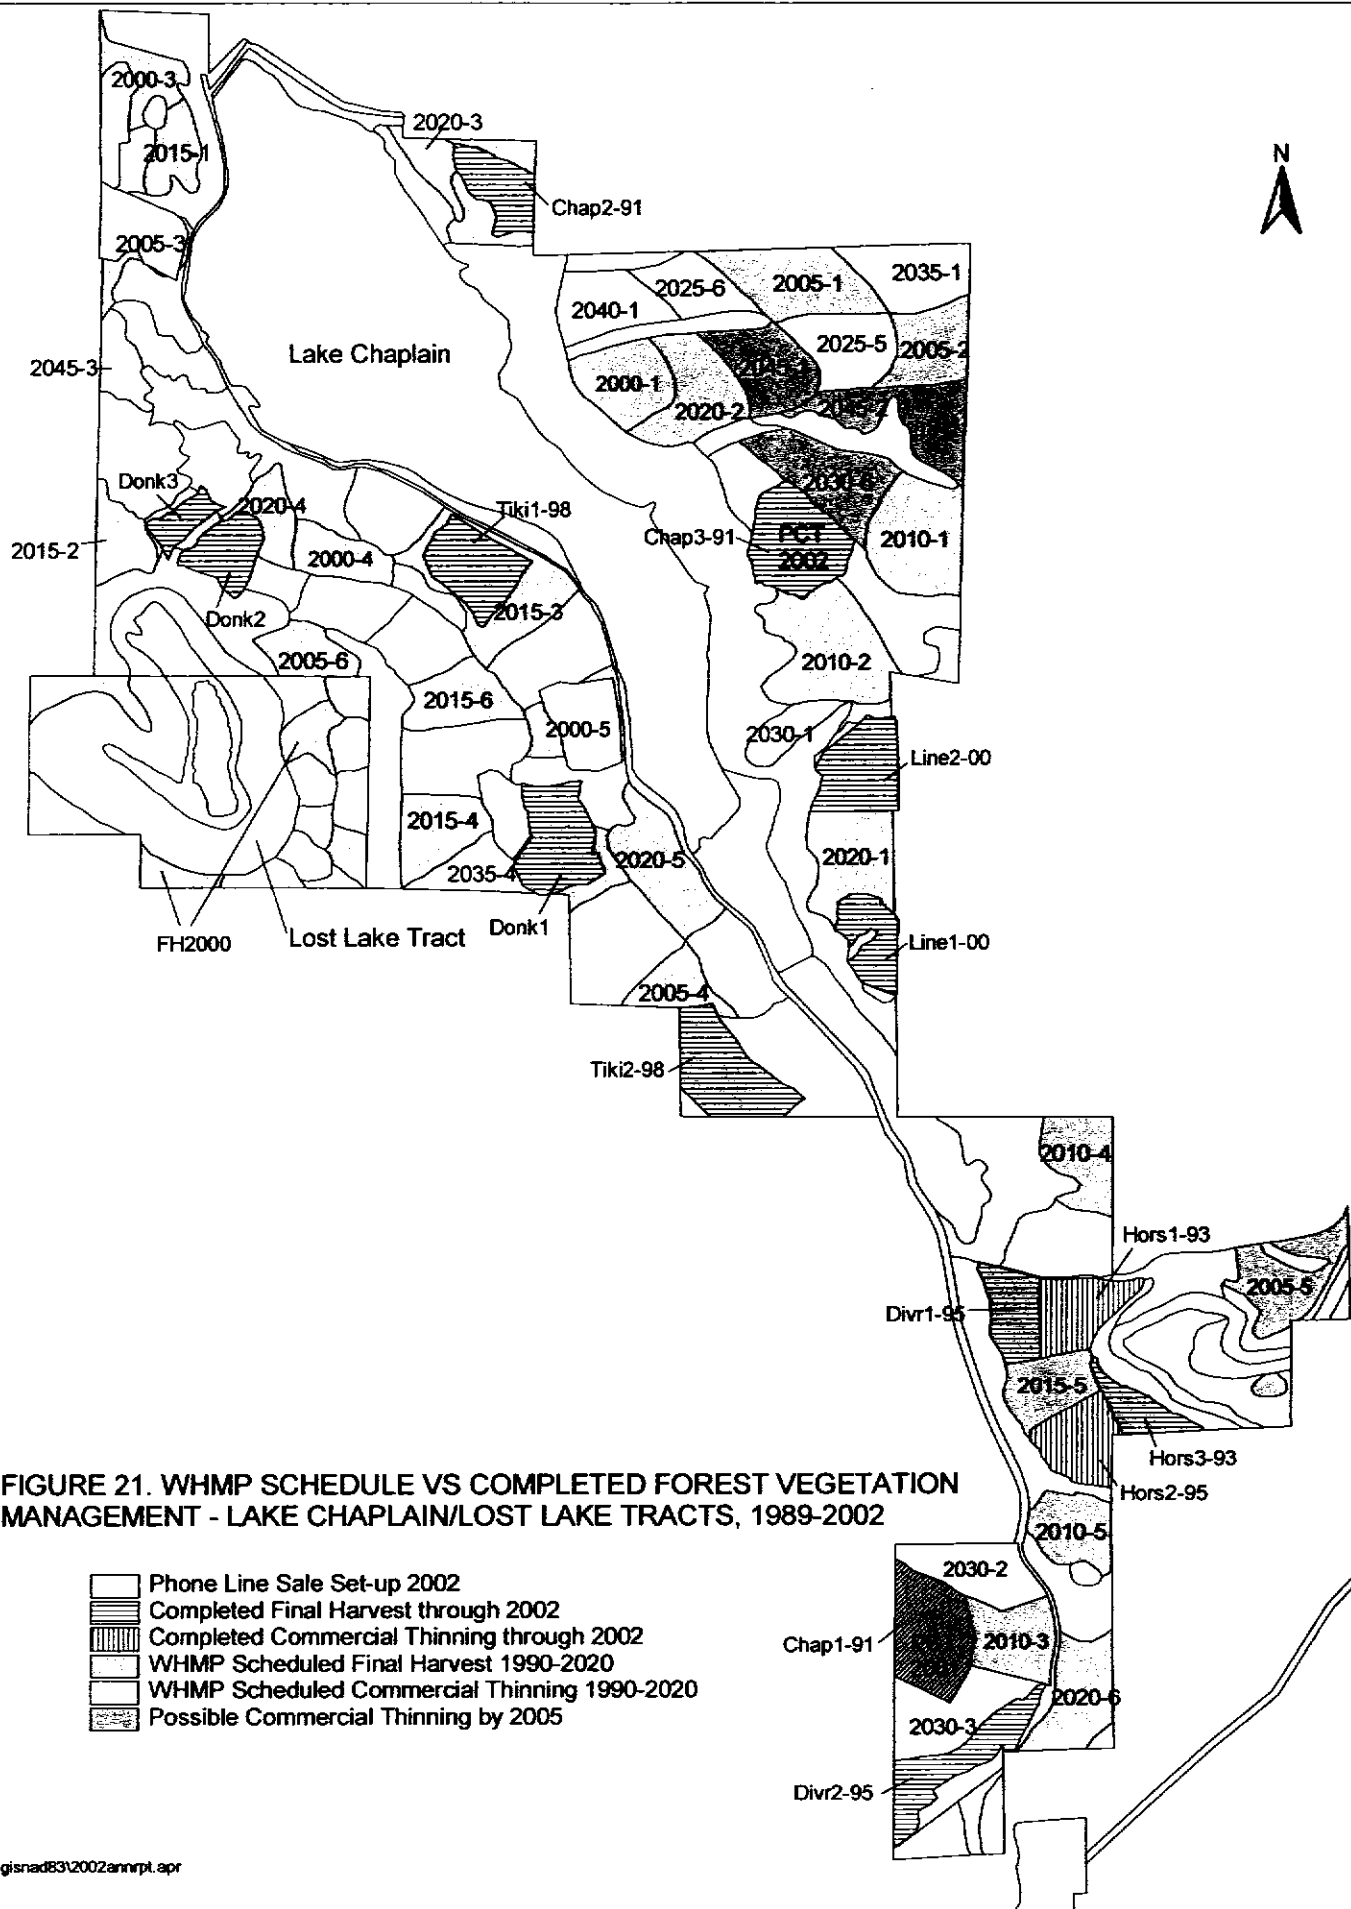 2000-3
2020-3
N
2015-1
Chap2-91
2005-3
2035-1
2005-1
2025-6
2040-1
Lake Chaplain
2025-5
2005-2
2045-3
2045-1
2000-1
2020-2
2045-2
Donk3
2030-6
2020-4
Tiki1-98
Chap3-91
PCT
2002
2010-1
2015-2
2000-4
Donk2
2015-3
2005-6
2010-2
2015-6
2000-5
2030-1
Line2-00
2015-4
2020-5
2020-1
2035-4
Donk1
FH2000
Lost Lake Tract
Line1-00
2005-4
Tiki2-98
2010-4
Hors1-93
2005-5
Divr1-95
2015-5
Hors3-93
Hors2-95
FIGURE 21. WHMP SCHEDULE VS COMPLETED FOREST VEGETATION
MANAGEMENT - LAKE CHAPLAIN/LOST LAKE TRACTS, 1989-2002
2010-5
2030-2
Phone Line Sale Set-up 2002
Completed Final Harvest through 2002
Completed Commercial Thinning through 2002
WHMP Scheduled Final Harvest 1990-2020
WHMP Scheduled Commercial Thinning 1990-2020
Possible Commercial Thinning by 2005
Chap1-91
2010-3
2020-6
2030-3
Divr2-95
gisnad83\2002annrpt.apr